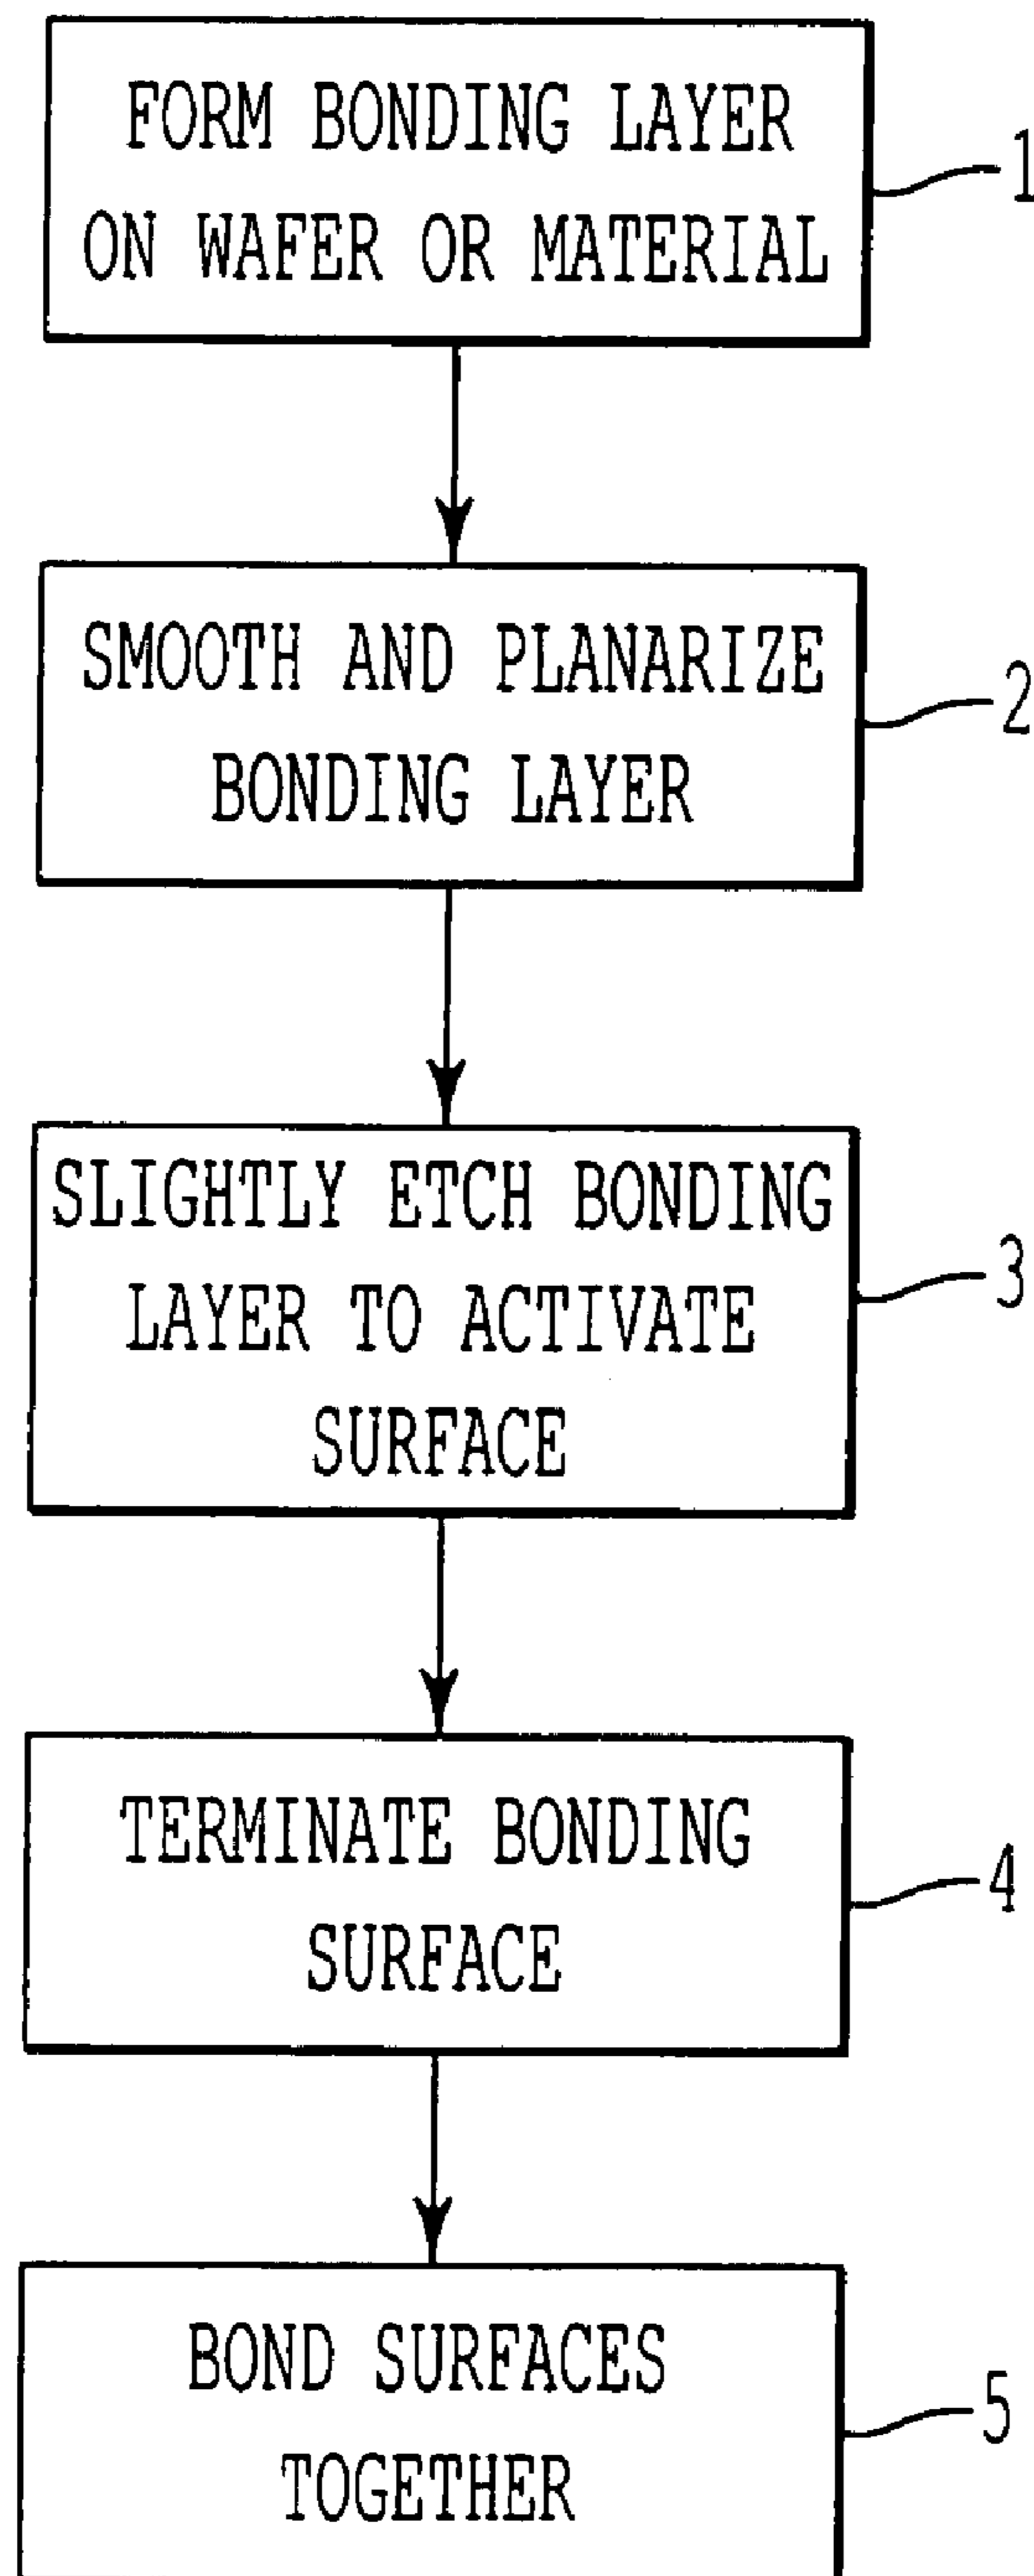 FORM BONDING LAYER
ON WAFER OR MATERIAL
1
SMOOTH AND PLANARIZE
BONDING LAYER
2
SLIGHTLY ETCH BONDING
LAYER TO ACTIVATE
SURFACE
3
TERMINATE BONDING
SURFACE
4
BOND SURFACES
TOGETHER
5